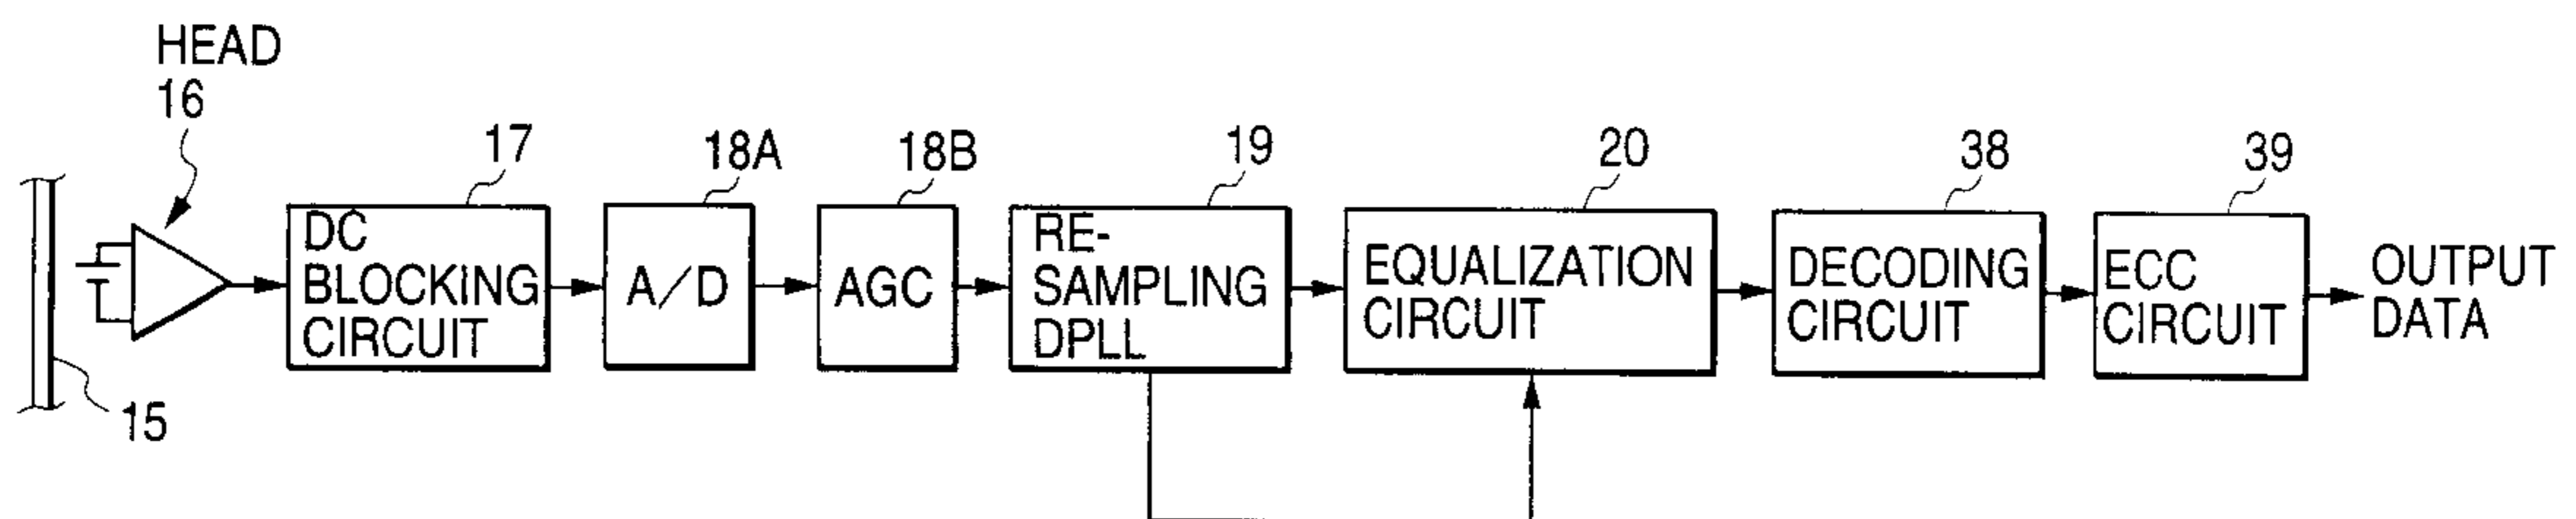 HEAD
16
17
18A
18B
19
20
38
39
DC
BLOCKING
CIRCUIT
A/D
AGC
RE-
SAMPLING
DPLL
EQUALIZATION
CIRCUIT
DECODING
CIRCUIT
ECC
CIRCUIT
OUTPUT
DATA
15